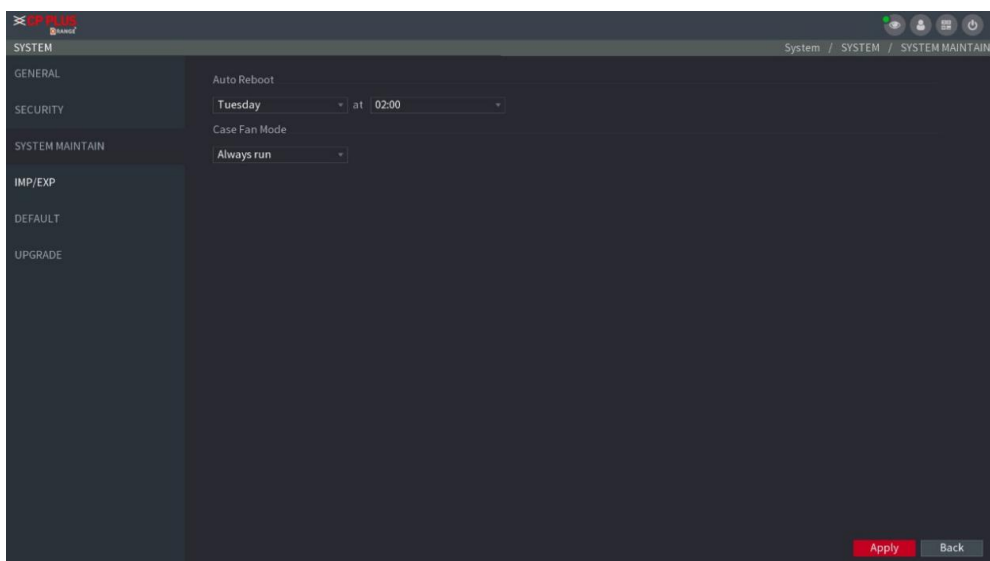 CP PLUS
ORANGE
SYSTEM
System / SYSTEM / SYSTEM MAINTAIN
GENERAL
SECURITY
SYSTEM MAINTAIN
IMP/EXP
DEFAULT
UPGRADE
Auto Reboot
Tuesday at 02:00
Case Fan Mode
Always run
Apply Back